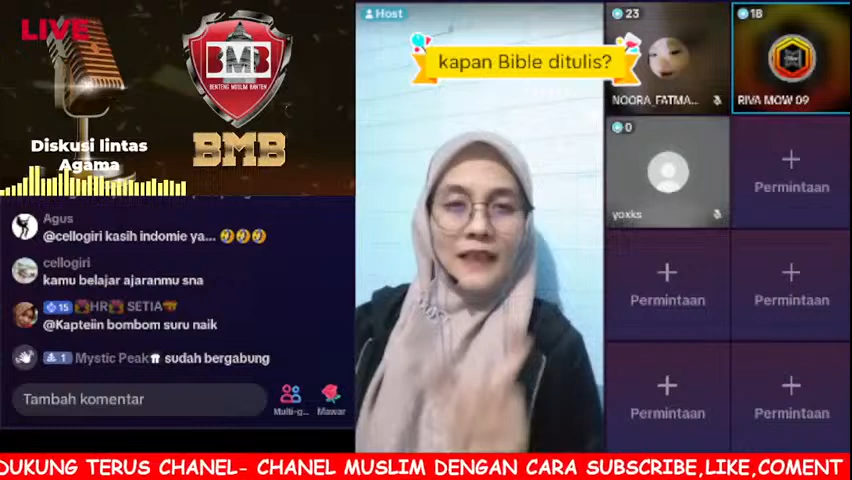 LIVE
BMB
BENTENG MUSLIM BANTEN
BMB
Diskusi lintas
Agama
Agus
@cellogiri kasih indomie ya... 🤣🤣🤣
cellogiri
kamu belajar ajaranmu sna
15 HR SETIA
@Kapteiin bombom suru naik
1 Mystic Peak sudah bergabung
Tambah komentar
Multi-g...
Mawar
Host
kapan Bible ditulis?
23
NOORA_FATMA...
18
RIVA MOW 09
0
yoxks
+
Permintaan
+
Permintaan
+
Permintaan
+
Permintaan
+
Permintaan
DUKUNG TERUS CHANEL- CHANEL MUSLIM DENGAN CARA SUBSCRIBE,LIKE,COMENT